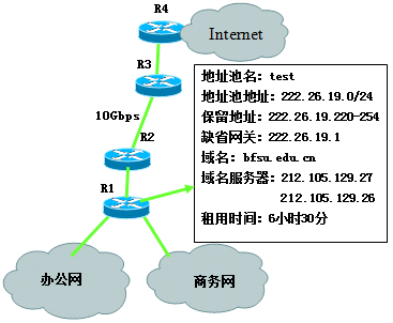 R4
Internet
R3
10Gbps
R2
R1
地址池名：test
地址池地址：222.26.19.0/24
保留地址：222.26.19.220-254
缺省网关：222.26.19.1
域名：bfsu.edu.cn
域名服务器：212.105.129.27
212.105.129.26
租用时间：6小时30分
办公网
商务网